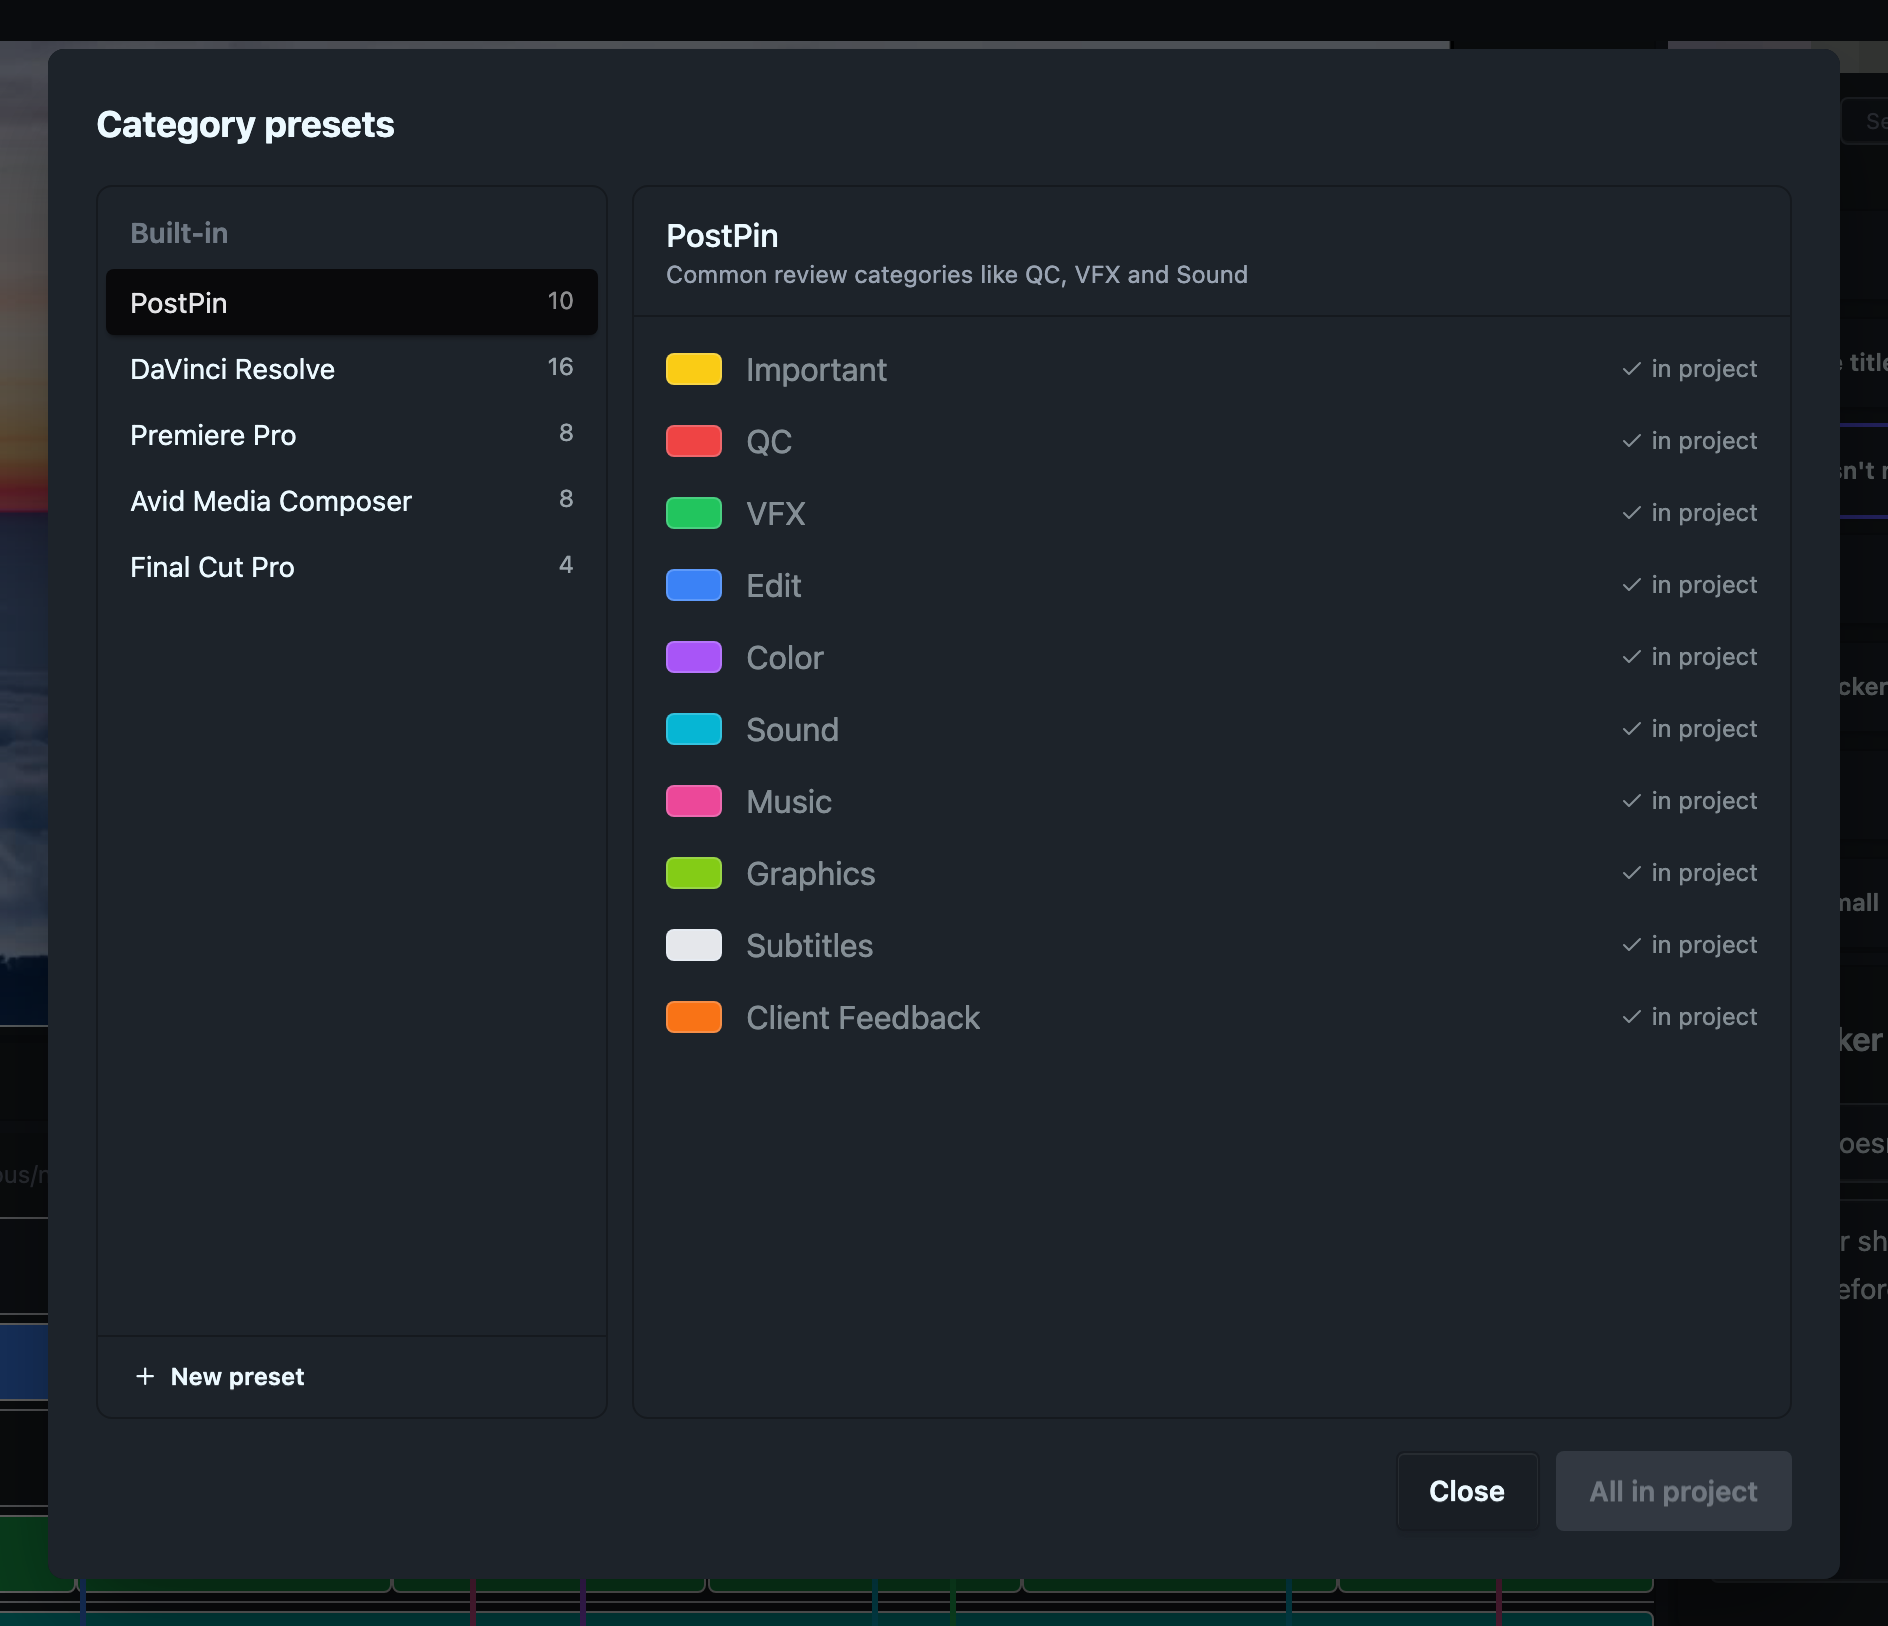 Category presets
Built-in
PostPin 10
DaVinci Resolve 16
Premiere Pro 8
Avid Media Composer 8
Final Cut Pro 4
+ New preset
PostPin
Common review categories like QC, VFX and Sound
Important ✓ in project
QC ✓ in project
VFX ✓ in project
Edit ✓ in project
Color ✓ in project
Sound ✓ in project
Music ✓ in project
Graphics ✓ in project
Subtitles ✓ in project
Client Feedback ✓ in project
Close
All in project